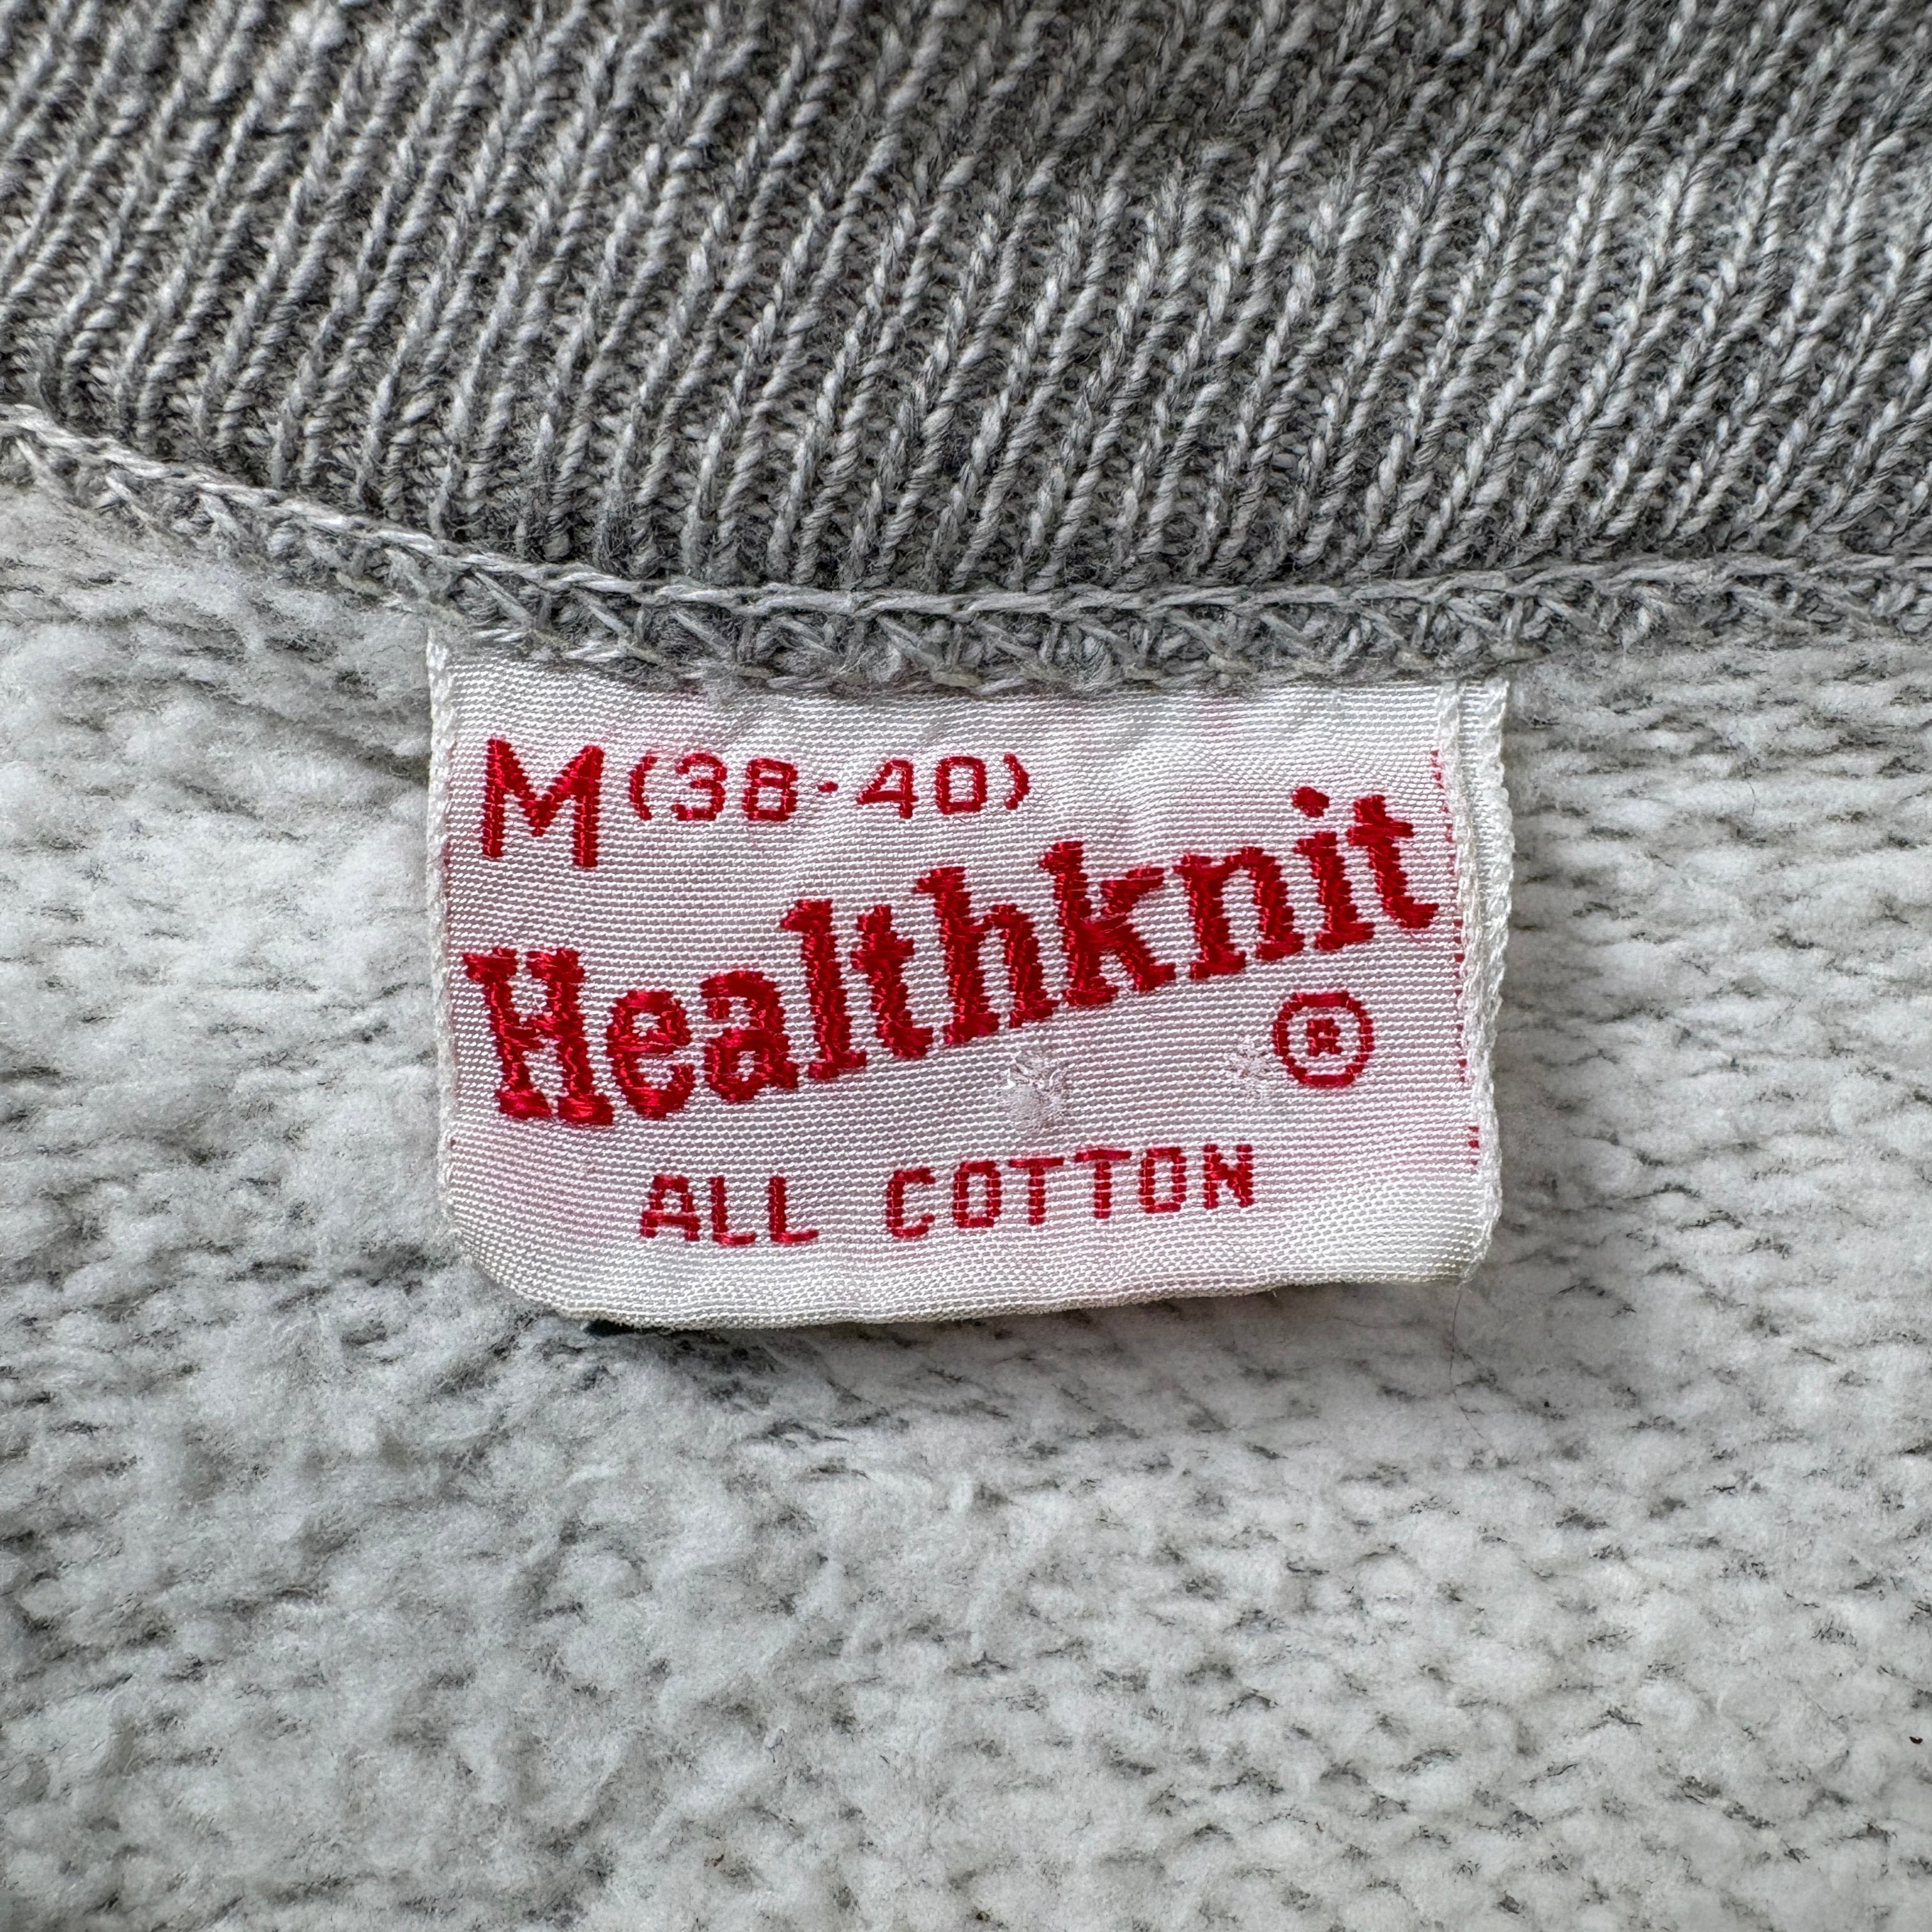 M (38-40)
Healthknit
®
ALL COTTON